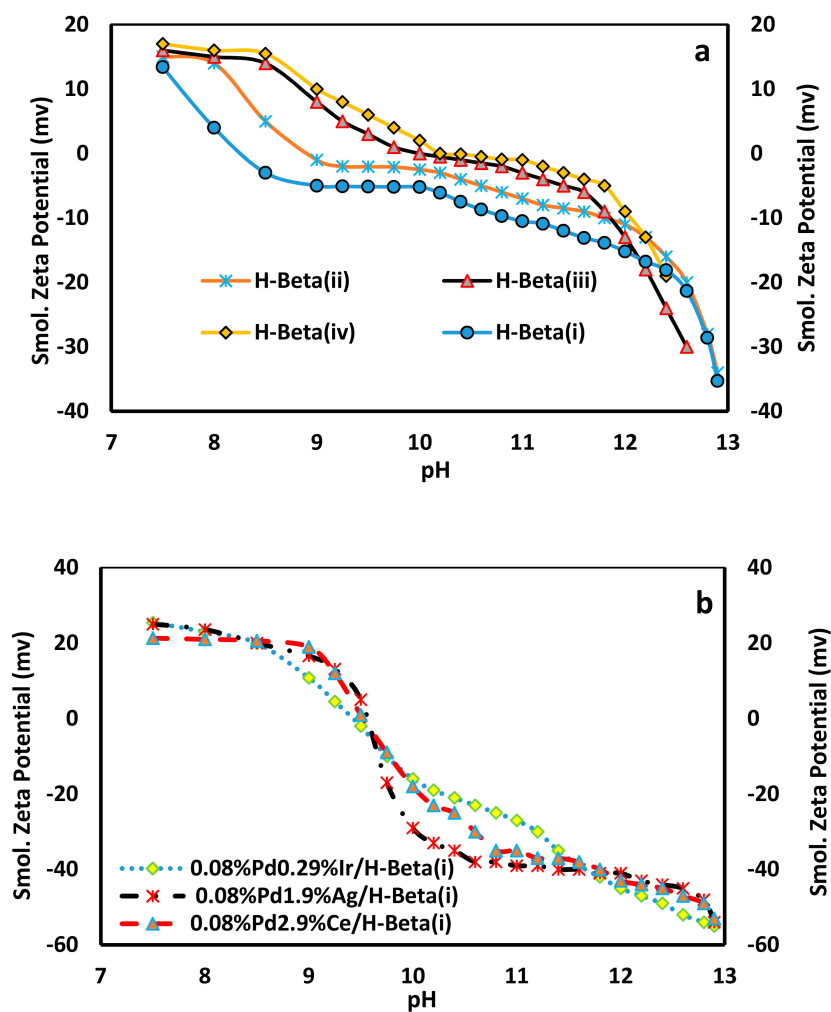 a
Smol. Zeta Potential (mv)
20
10
0
-10
-20
-30
-40
20
10
0
-10
-20
-30
-40
Smol. Zeta Potential (mv)
H-Beta(ii)
H-Beta(iii)
H-Beta(iv)
H-Beta(i)
7 8 9 10 11 12 13
pH
b
Smol. Zeta Potential (mv)
40
20
0
-20
-40
-60
40
20
0
-20
-40
-60
Smol. Zeta Potential (mv)
0.08%Pd0.29%Ir/H-Beta(i)
0.08%Pd1.9%Ag/H-Beta(i)
0.08%Pd2.9%Ce/H-Beta(i)
7 8 9 10 11 12 13
pH